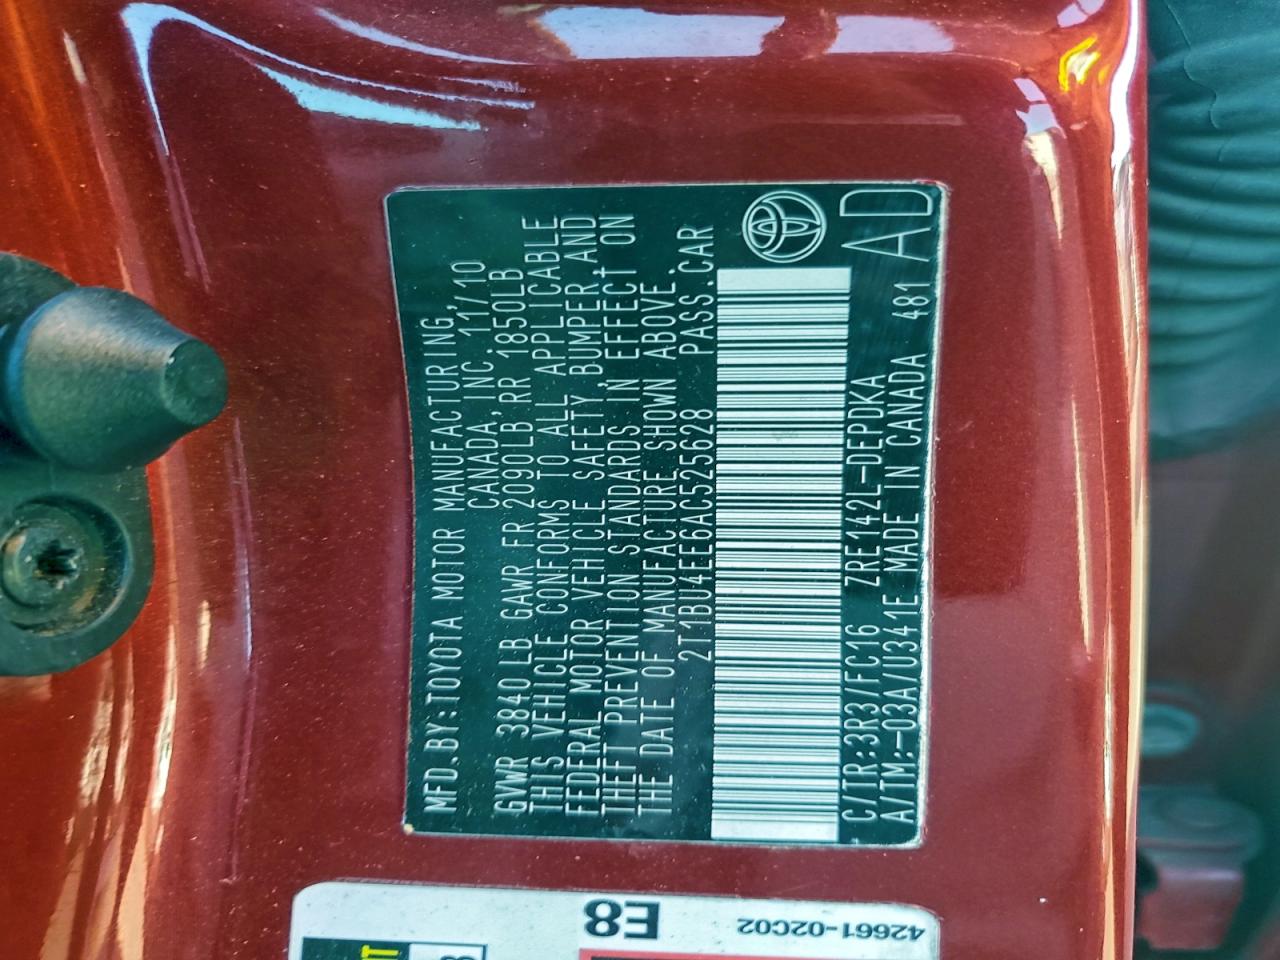 MFD.BY:TOYOTA MOTOR MANUFACTURING,
CANADA, INC. 11/10
GVWR 3840LB GAWR FR 2090LB RR 1850LB
THIS VEHICLE CONFORMS TO ALL APPLICABLE
FEDERAL MOTOR VEHICLE SAFETY, BUMPER, AND
THEFT PREVENTION STANDARDS IN EFFECT ON
THE DATE OF MANUFACTURE SHOWN ABOVE.
2T1BU4EE6AC525628 PASS.CAR
C/TR:3R3/FC16 ZRE142L-DEPDKA
A/TM:-03A/U341E MADE IN CANADA 481 AD
E8
42661-02C02